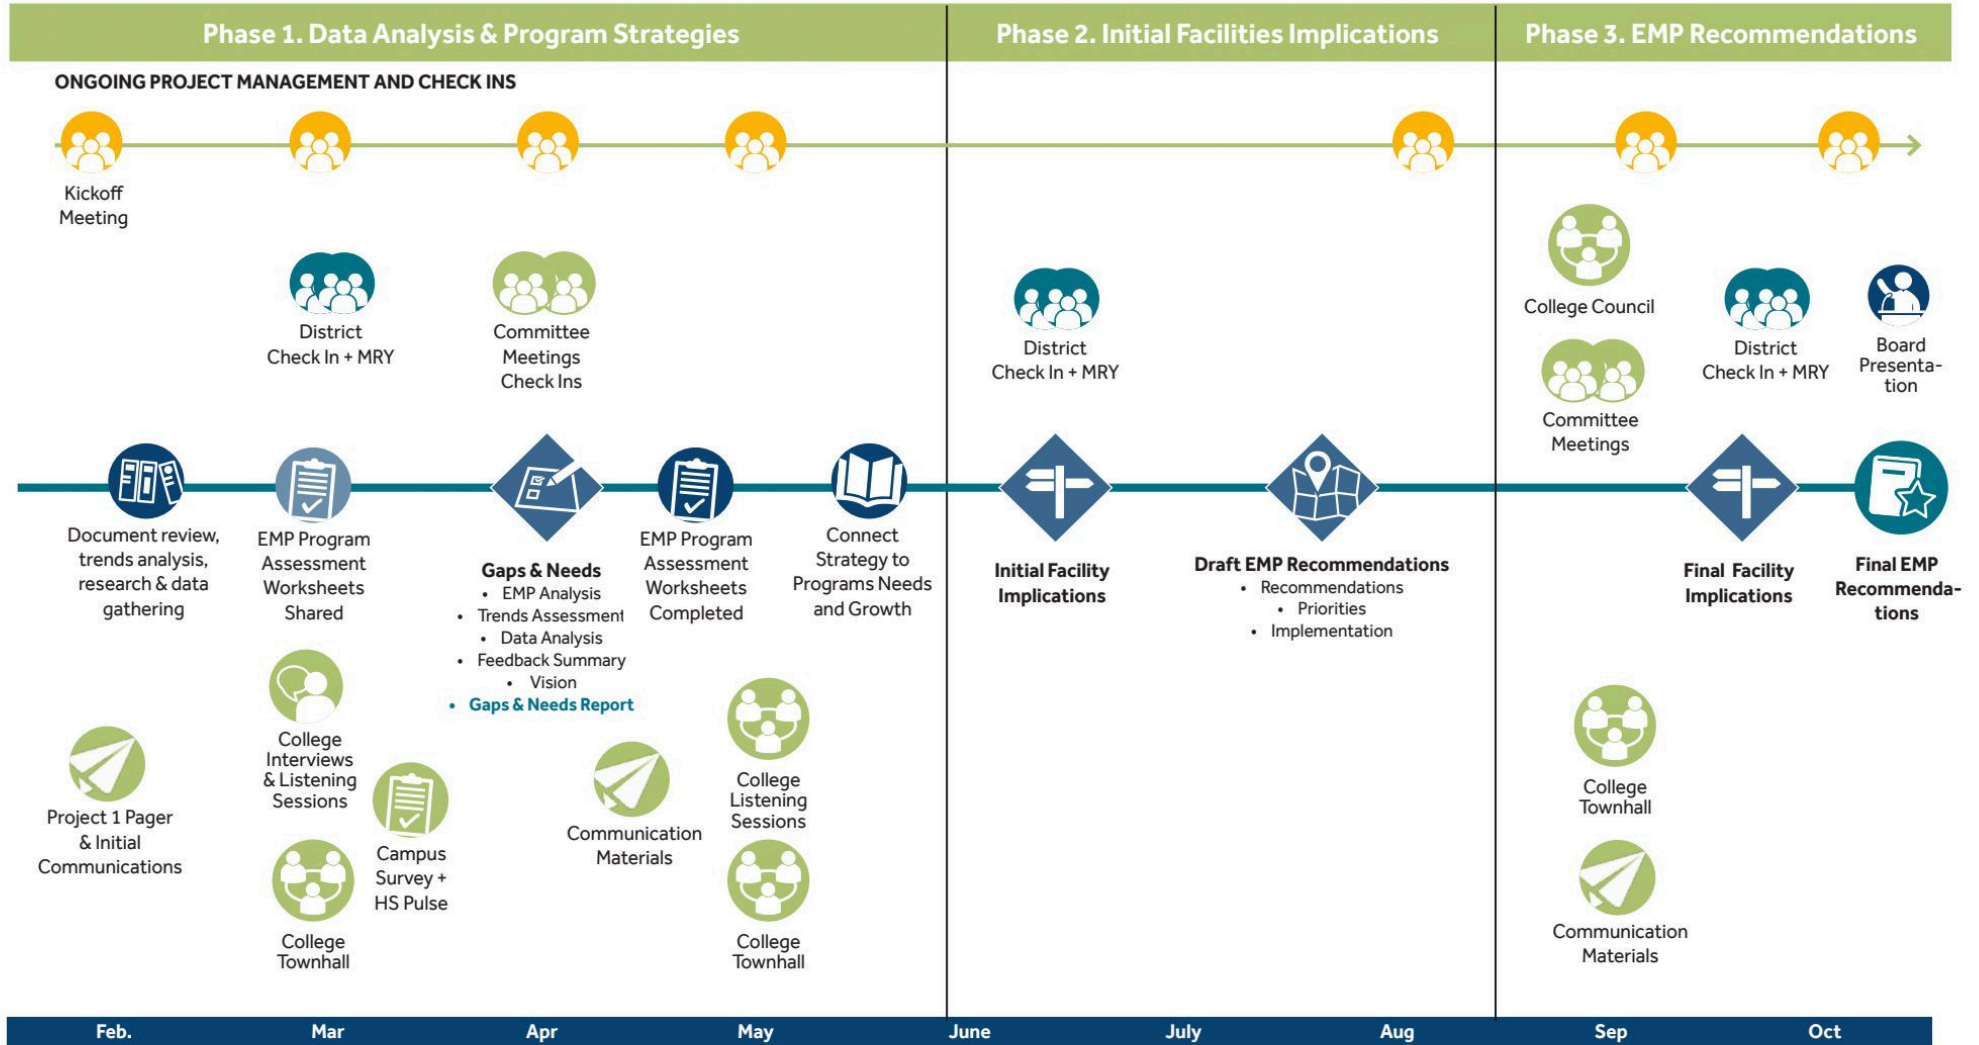 Phase 1. Data Analysis & Program Strategies
Phase 2. Initial Facilities Implications
Phase 3. EMP Recommendations
ONGOING PROJECT MANAGEMENT AND CHECK INS
Kickoff
Meeting
District
Check In + MRY
Committee
Meetings
Check Ins
District
Check In + MRY
College Council
Committee
Meetings
District
Check In + MRY
Board
Presenta-
tion
Document review,
trends analysis,
research & data
gathering
EMP Program
Assessment
Worksheets
Shared
Gaps & Needs
• EMP Analysis
• Trends Assessment
• Data Analysis
• Feedback Summary
• Vision
• Gaps & Needs Report
EMP Program
Assessment
Worksheets
Completed
Connect
Strategy to
Programs Needs
and Growth
Initial Facility
Implications
Draft EMP Recommendations
• Recommendations
• Priorities
• Implementation
Final Facility
Implications
Final EMP
Recommenda-
tions
Project 1 Pager
& Initial
Communications
College
Interviews
& Listening
Sessions
College
Townhall
Campus
Survey +
HS Pulse
Communication
Materials
College
Listening
Sessions
College
Townhall
College
Townhall
Communication
Materials
Feb.
Mar
Apr
May
June
July
Aug
Sep
Oct